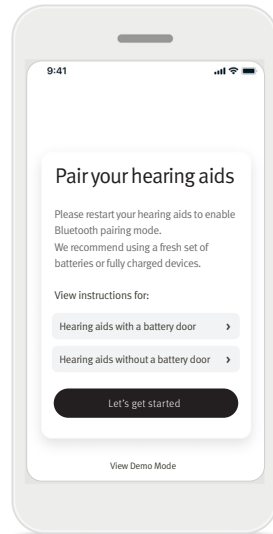 9:41
Pair your hearing aids
Please restart your hearing aids to enable
Bluetooth pairing mode.
We recommend using a fresh set of
batteries or fully charged devices.
View instructions for:
Hearing aids with a battery door
Hearing aids without a battery door
Let's get started
View Demo Mode